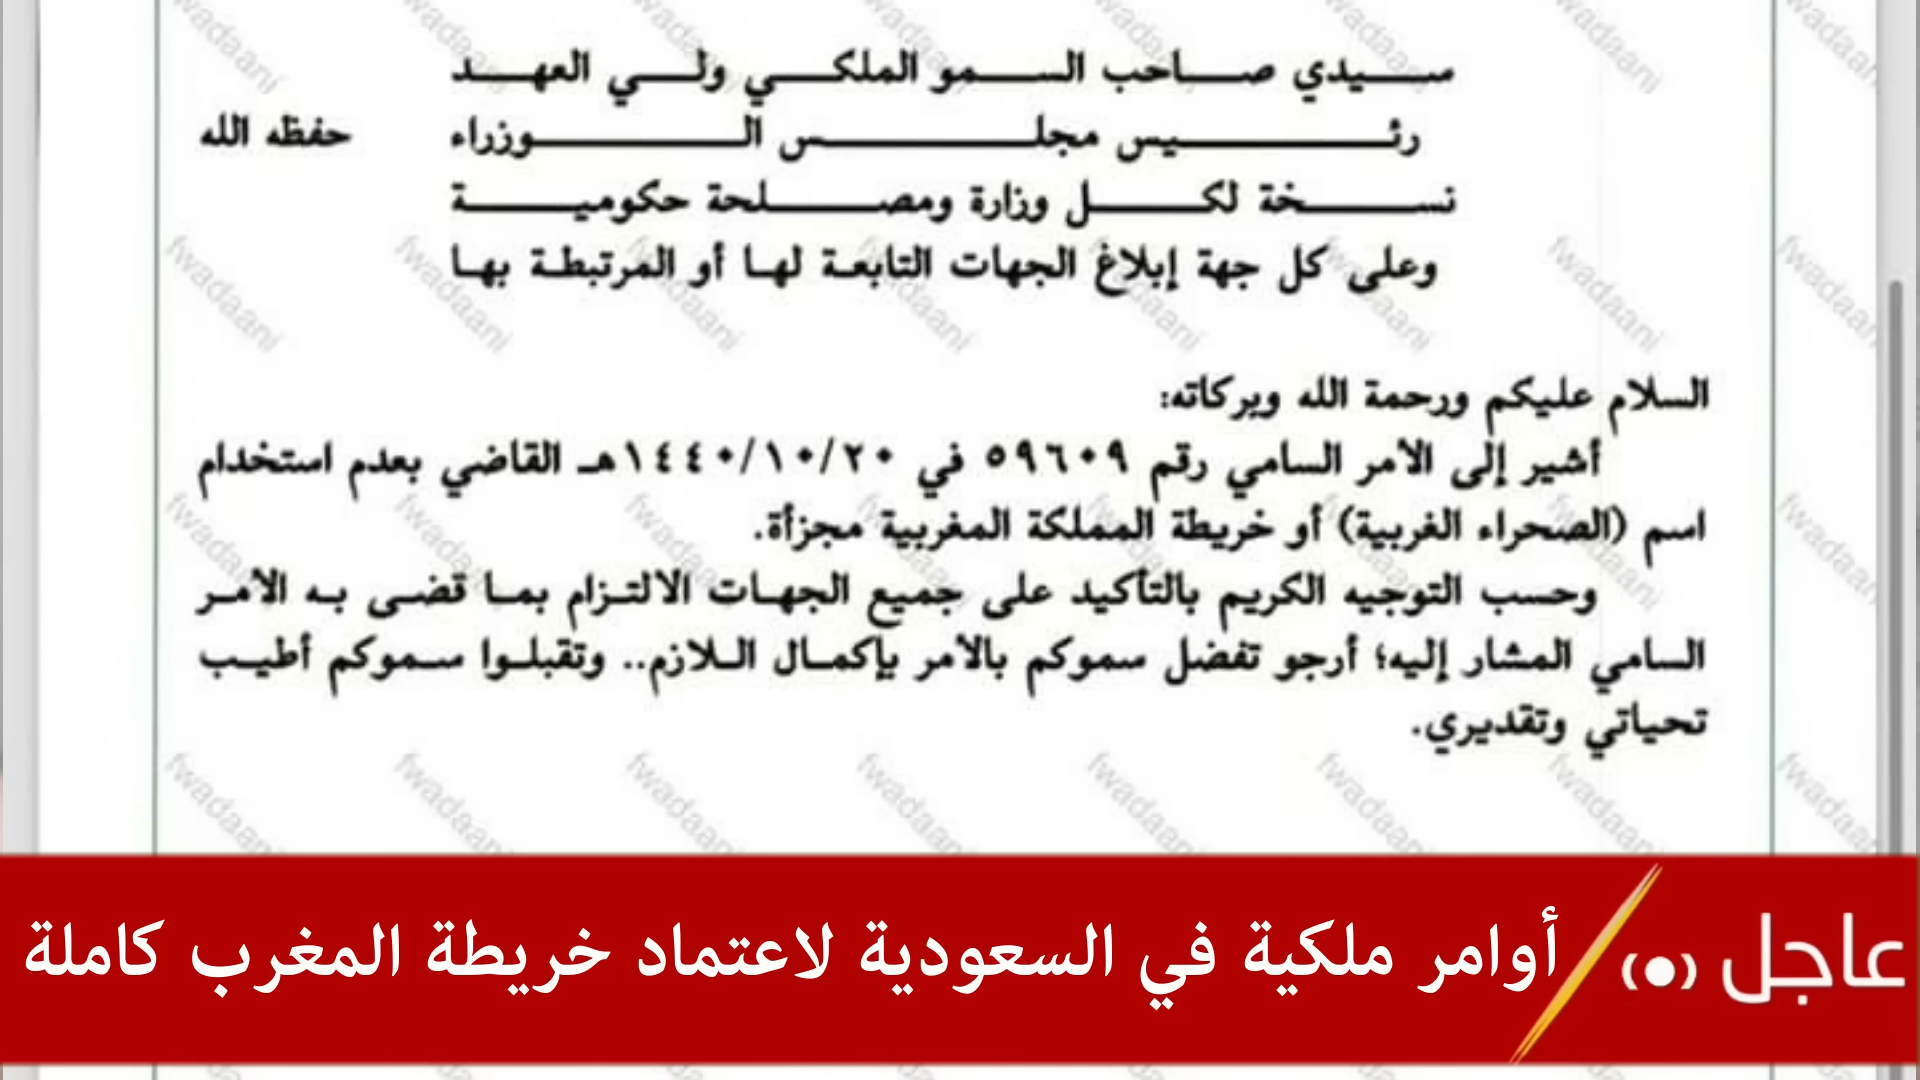 سيدي صاحب السمو الملكي ولي العهد
رئيس مجلس الوزراء حفظه الله
نسخة لكل وزارة ومصلحة حكومية
وعلى كل جهة إبلاغ الجهات التابعة لها أو المرتبطة بها
السلام عليكم ورحمة الله وبركاته:
أشير إلى الأمر السامي رقم ٥٩٦٠٩ في ١٤٤٠/١٠/٢٠هـ القاضي بعدم استخدام
اسم (الصحراء الغربية) أو خريطة المملكة المغربية مجزأة.
وحسب التوجيه الكريم بالتأكيد على جميع الجهات الالتزام بما قضى به الأمر
السامي المشار إليه؛ أرجو تفضل سموكم بالأمر بإكمال اللازم.. وتقبلوا سموكم أطيب
تحياتي وتقديري.
عاجل
أوامر ملكية في السعودية لاعتماد خريطة المغرب كاملة
fwadaani